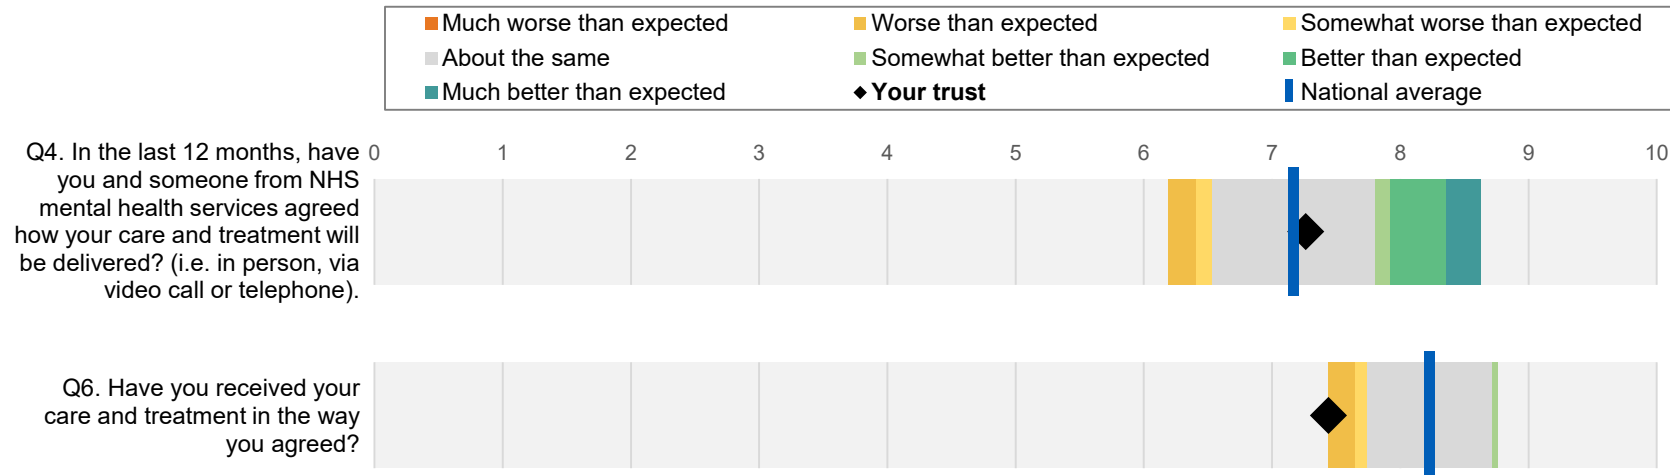 Much worse than expected
Worse than expected
Somewhat worse than expected
About the same
Somewhat better than expected
Better than expected
Much better than expected
Your trust
National average
Q4. In the last 12 months, have
you and someone from NHS
mental health services agreed
how your care and treatment will
be delivered? (i.e. in person, via
video call or telephone).
0 1 2 3 4 5 6 7 8 9 10
Q6. Have you received your
care and treatment in the way
you agreed?